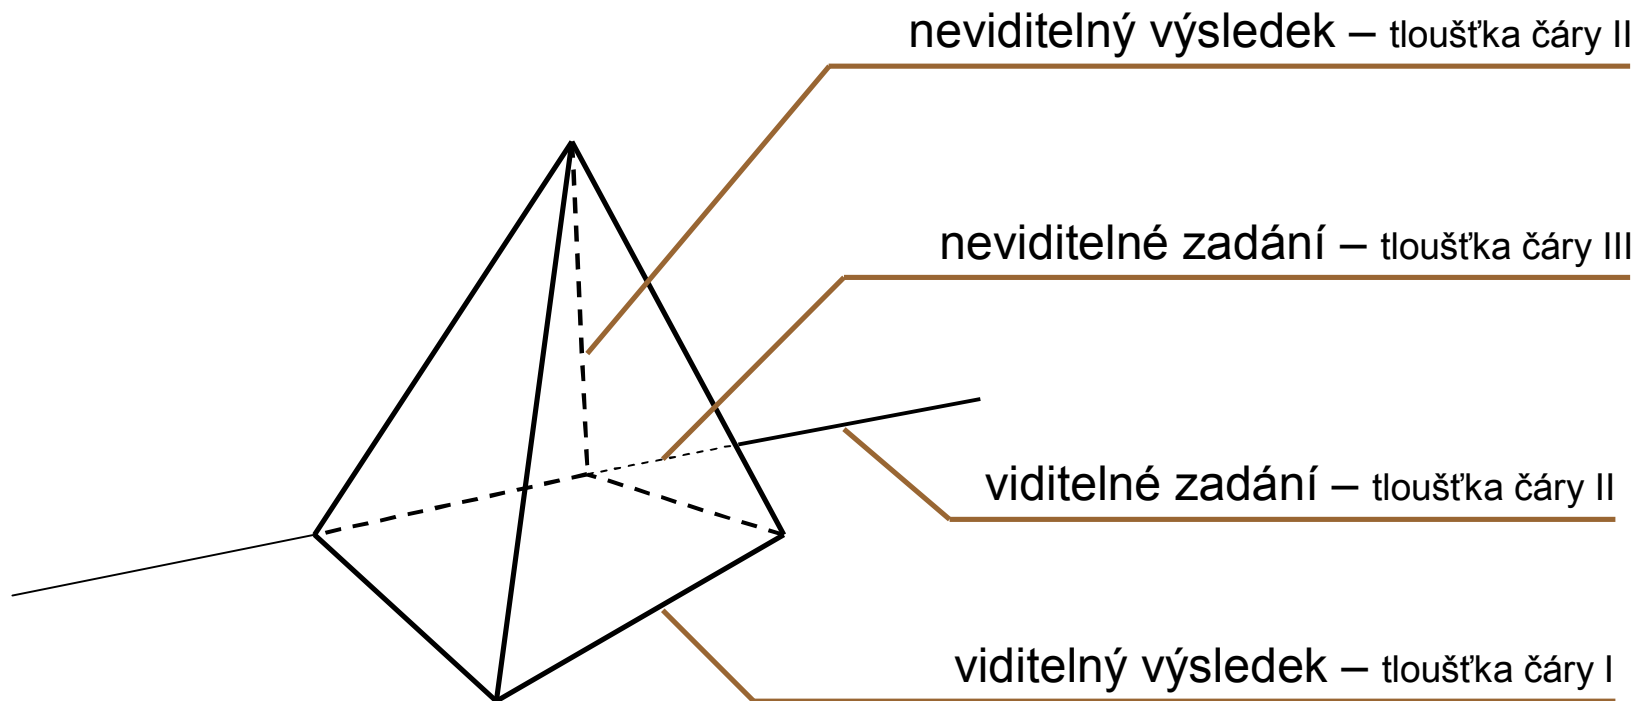 neviditelný výsledek – tloušťka čáry II
neviditelné zadání – tloušťka čáry III
viditelné zadání – tloušťka čáry II
viditelný výsledek – tloušťka čáry I